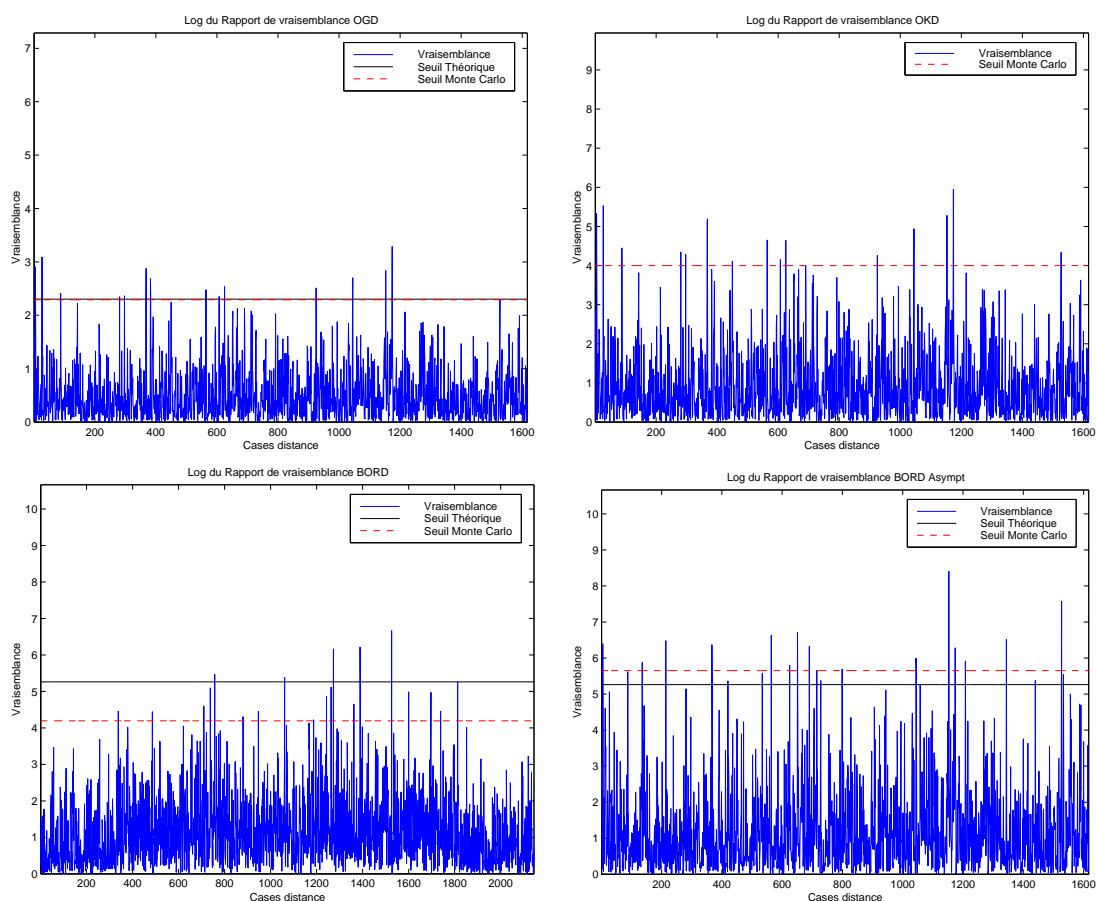 Log du Rapport de vraisemblance OGD
7
6
5
4
3
2
1
0
Vraisemblance
200 400 600 800 1000 1200 1400 1600
Cases distance
Vraisemblance
Seuil Théorique
Seuil Monte Carlo
Log du Rapport de vraisemblance OKD
9
8
7
6
5
4
3
2
1
0
Vraisemblance
200 400 600 800 1000 1200 1400 1600
Cases distance
Vraisemblance
Seuil Monte Carlo
Log du Rapport de vraisemblance BORD
10
9
8
7
6
5
4
3
2
1
0
Vraisemblance
200 400 600 800 1000 1200 1400 1600 1800 2000
Cases distance
Vraisemblance
Seuil Théorique
Seuil Monte Carlo
Log du Rapport de vraisemblance BORD Asympt
10
9
8
7
6
5
4
3
2
1
0
Vraisemblance
200 400 600 800 1000 1200 1400 1600
Cases distance
Vraisemblance
Seuil Théorique
Seuil Monte Carlo